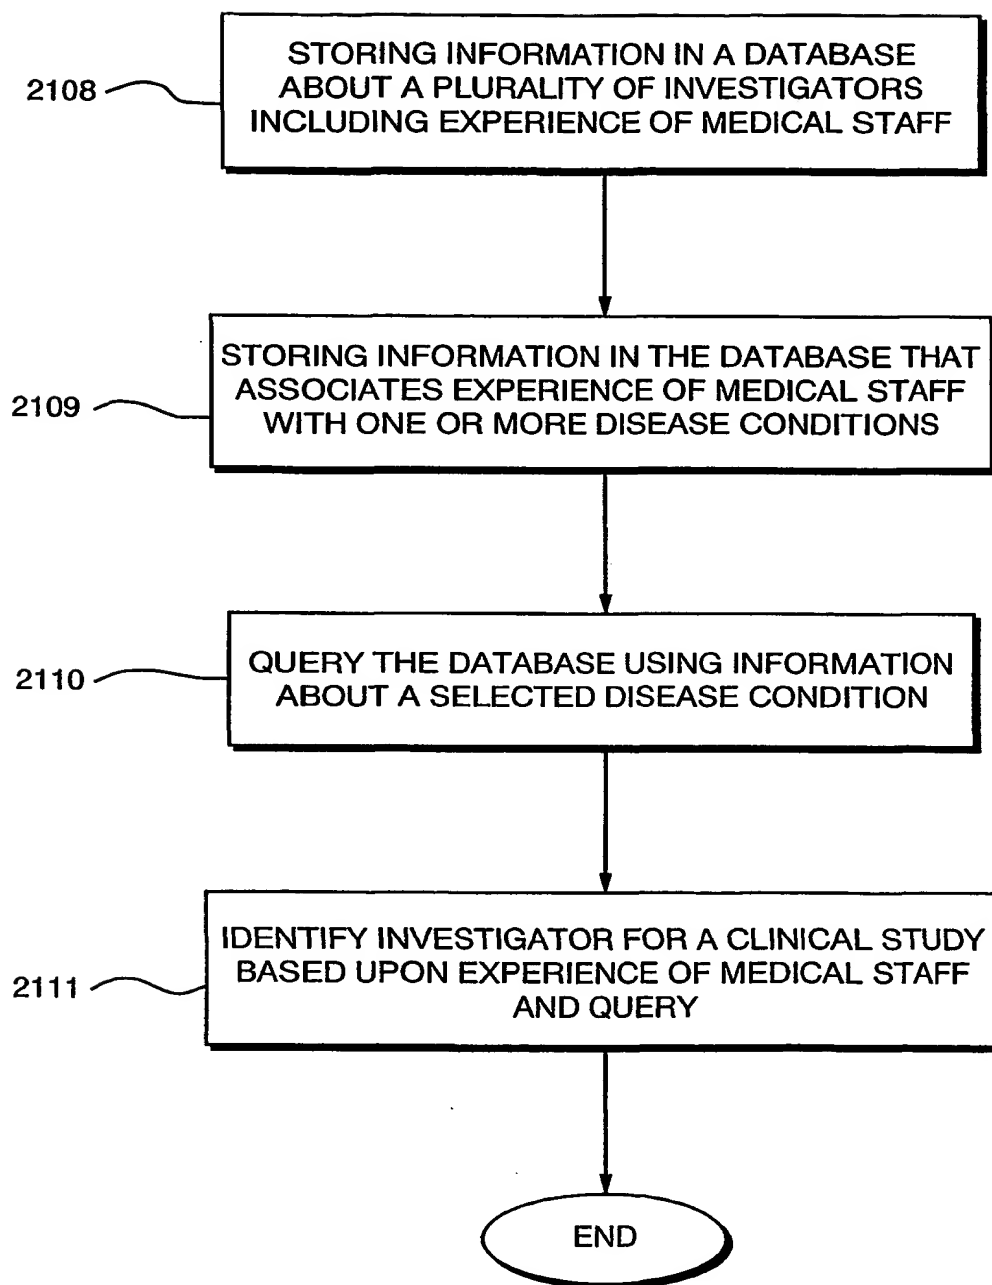 2108
STORING INFORMATION IN A DATABASE
ABOUT A PLURALITY OF INVESTIGATORS
INCLUDING EXPERIENCE OF MEDICAL STAFF
2109
STORING INFORMATION IN THE DATABASE THAT
ASSOCIATES EXPERIENCE OF MEDICAL STAFF
WITH ONE OR MORE DISEASE CONDITIONS
2110
QUERY THE DATABASE USING INFORMATION
ABOUT A SELECTED DISEASE CONDITION
2111
IDENTIFY INVESTIGATOR FOR A CLINICAL STUDY
BASED UPON EXPERIENCE OF MEDICAL STAFF
AND QUERY
END